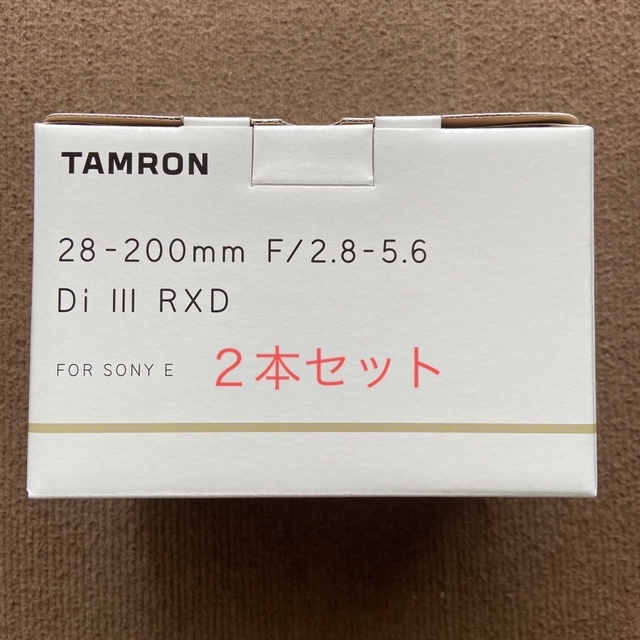 TAMRON
28-200mm F/2.8-5.6
Di III RXD
FOR SONY E
２本セット